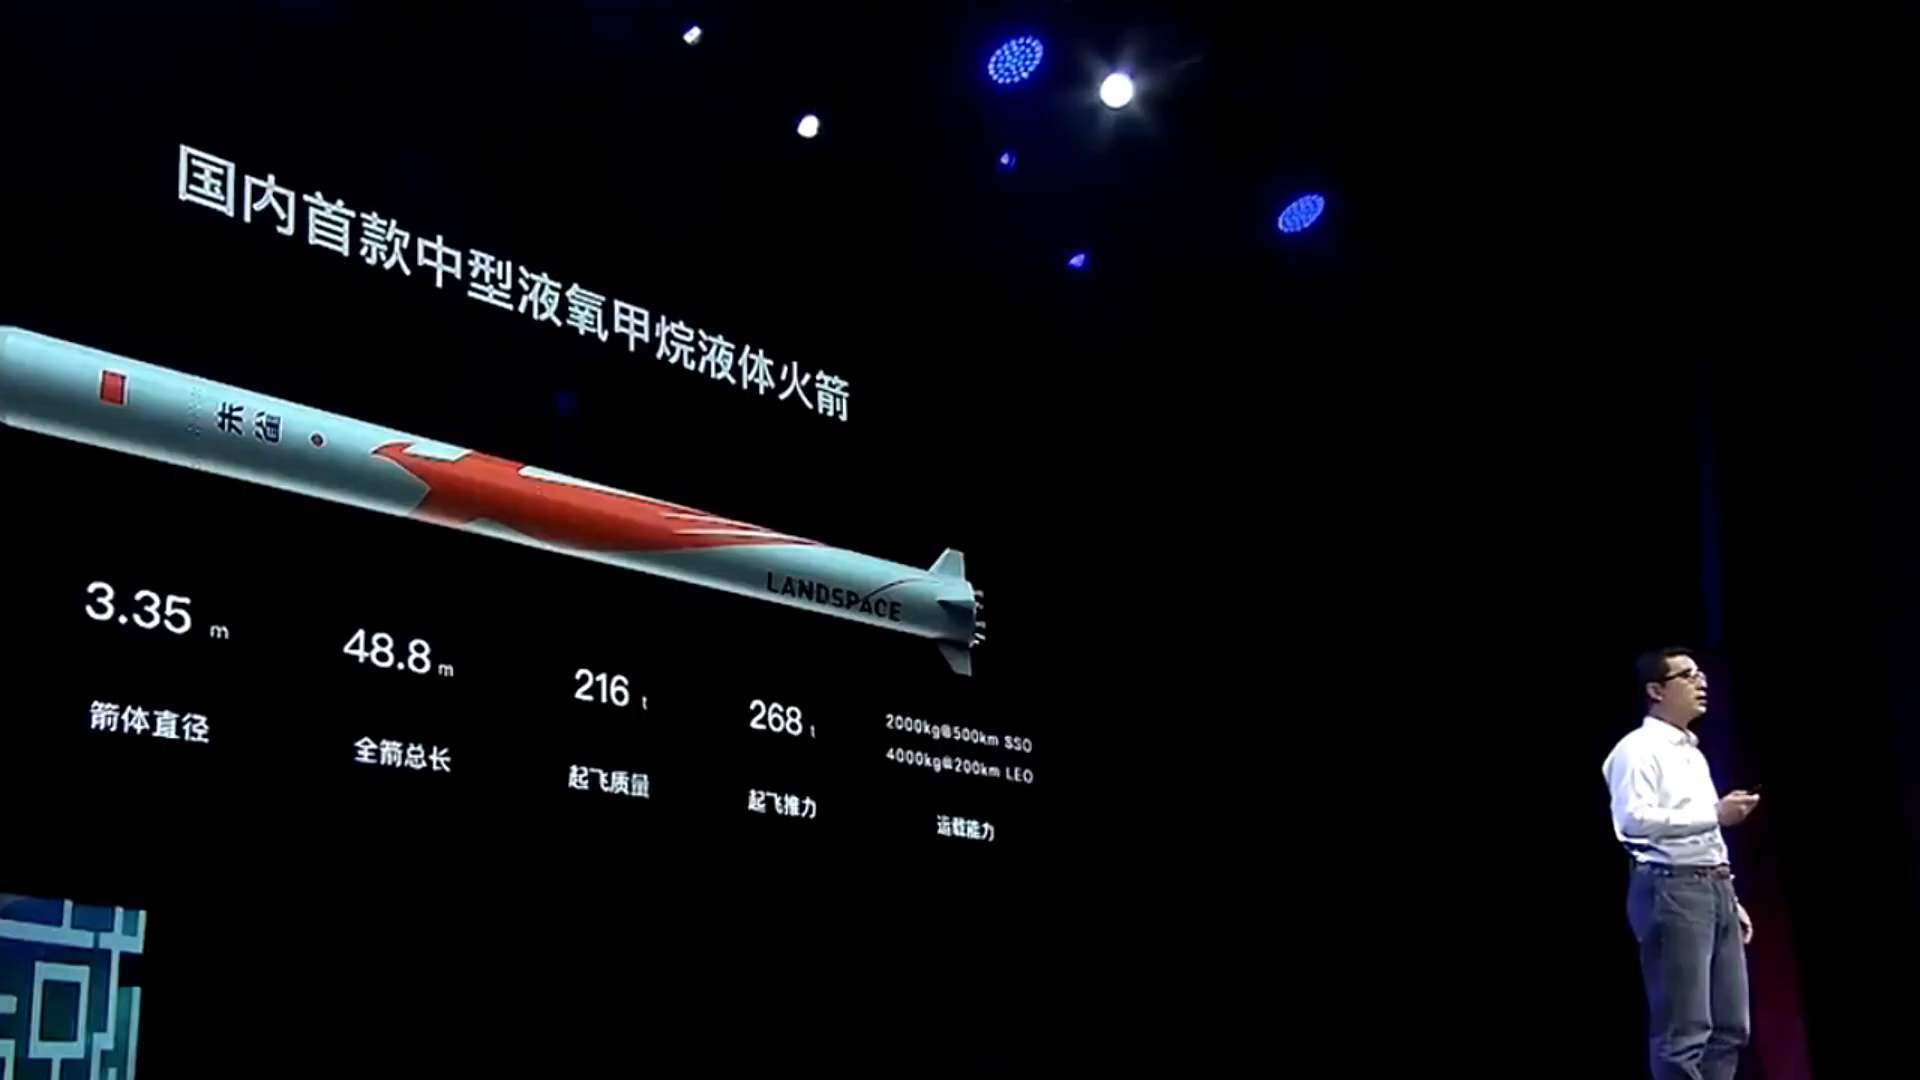 国内首款中型液氧甲烷液体火箭
朱雀
LANDSPACE
3.35 m
箭体直径
48.8 m
全箭总长
216 t
起飞质量
268 t
起飞推力
2000kg@500km SSO
4000kg@200km LEO
运载能力